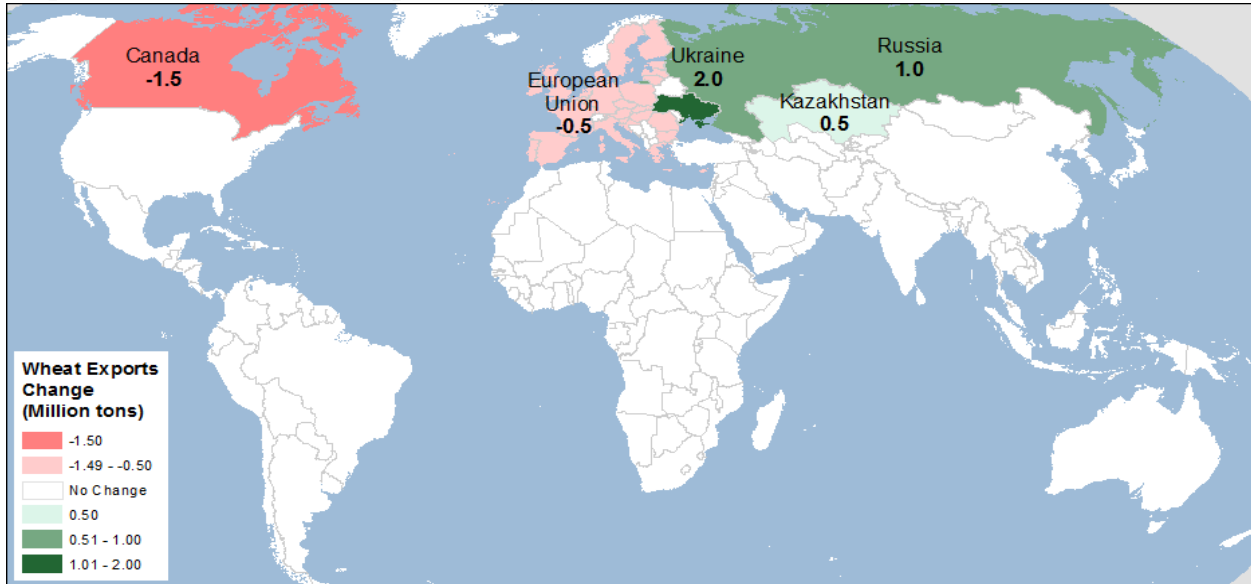 Canada
-1.5
European
Union
-0.5
Ukraine
2.0
Russia
1.0
Kazakhstan
0.5
Wheat Exports
Change
(Million tons)
-1.50
-1.49 - -0.50
No Change
0.50
0.51 - 1.00
1.01 - 2.00